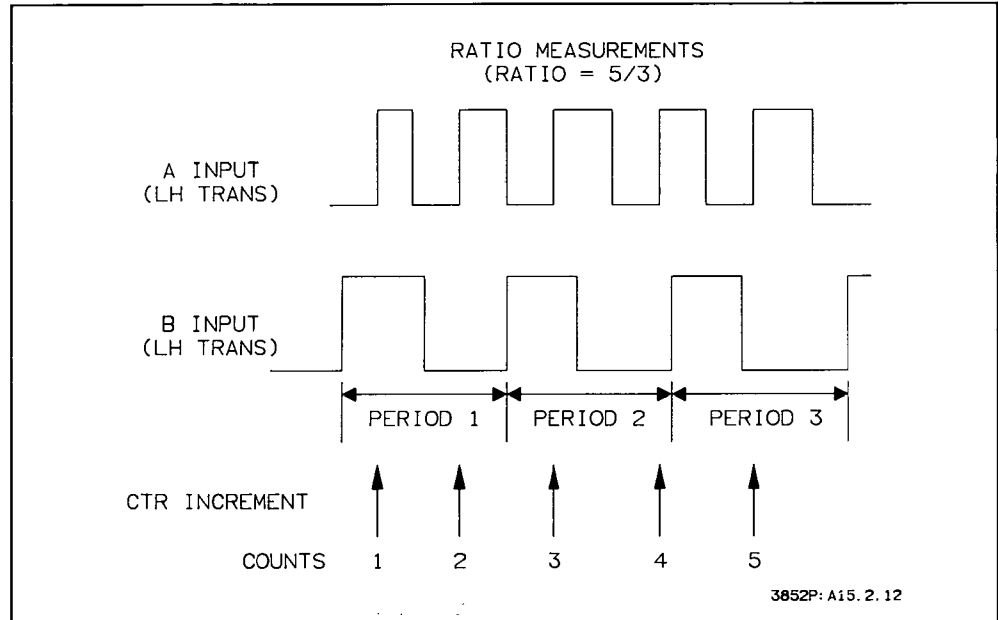 RATIO MEASUREMENTS
(RATIO = 5/3)
A INPUT
(LH TRANS)
B INPUT
(LH TRANS)
PERIOD 1 PERIOD 2 PERIOD 3
CTR INCREMENT
COUNTS 1 2 3 4 5
3852P: A15.2.12